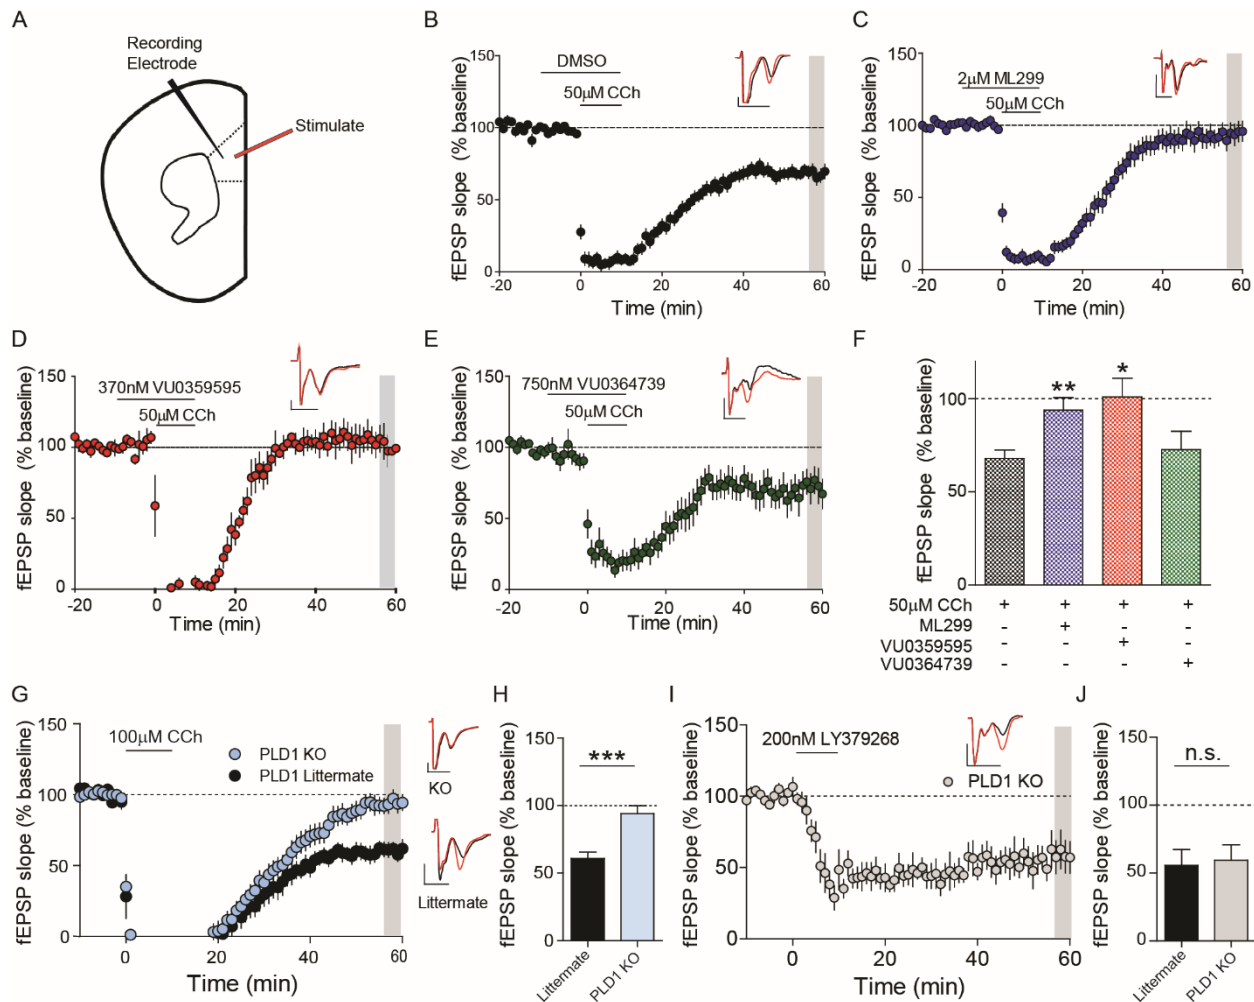 A
Recording
Electrode
Stimulate
B
fEPSP slope (% baseline)
150
100
50
0
DMSO
50μM CCh
-20
0
20
40
60
Time (min)
C
fEPSP slope (% baseline)
150
100
50
0
2μM ML299
50μM CCh
-20
0
20
40
60
Time (min)
D
fEPSP slope (% baseline)
150
100
50
0
370nM VU0359595
50μM CCh
-20
0
20
40
60
Time (min)
E
fEPSP slope (% baseline)
150
100
50
0
750nM VU0364739
50μM CCh
-20
0
20
40
60
Time (min)
F
fEPSP slope (% baseline)
100
50
0
**
*
50μM CCh + + + +
ML299 - + - -
VU0359595 - - + -
VU0364739 - - - +
G
fEPSP slope (% baseline)
150
100
50
0
100μM CCh
PLD1 KO
PLD1 Littermate
0
20
40
60
Time (min)
KO
Littermate
H
fEPSP slope (% baseline)
150
100
50
0
***
Littermate
PLD1 KO
I
fEPSP slope (% baseline)
150
100
50
0
200nM LY379268
PLD1 KO
0
20
40
60
Time (min)
J
fEPSP slope (% baseline)
150
100
50
0
n.s.
Littermate
PLD1 KO